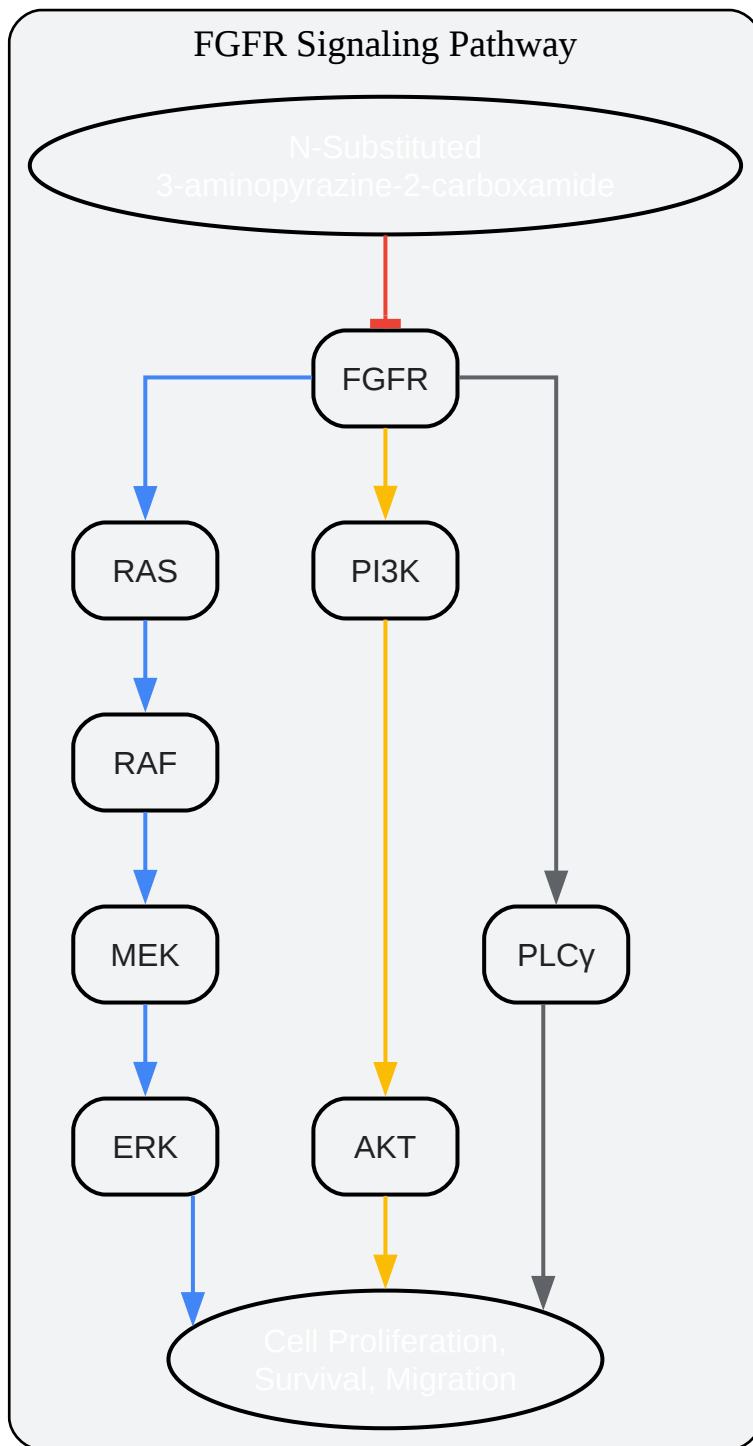 FGFR Signaling Pathway
N-Substituted
3-aminopyrazine-2-carboxamide
FGFR
RAS
PI3K
RAF
MEK
PLCγ
ERK
AKT
Cell Proliferation,
Survival, Migration